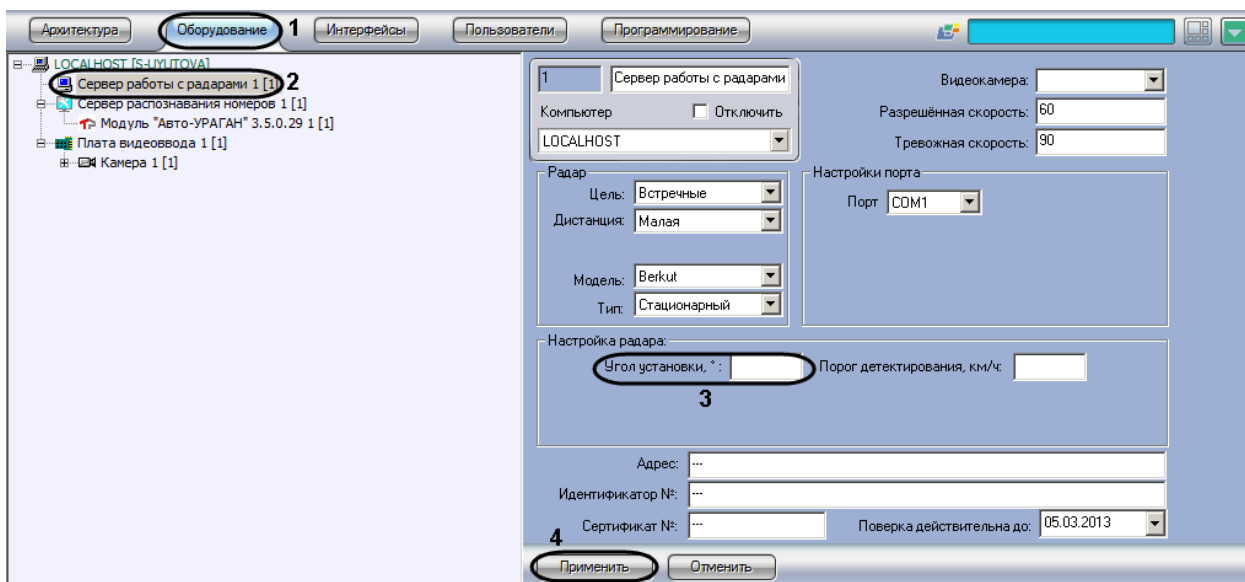 Архитектура Оборудование 1 Интерфейсы Пользователи Программирование
LOCALHOST [S-UYUTOVA]
Сервер работы с радарами 1 [1] 2
Сервер распознавания номеров 1 [1]
Модуль "Авто-УРАГАН" 3.5.0.29 1 [1]
Плата видеоввода 1 [1]
Камера 1 [1]
1 Сервер работы с радарами
Компьютер Отключить
LOCALHOST
Видеокамера:
Разрешённая скорость: 60
Тревожная скорость: 90
Радар
Цель: Встречные
Дистанция: Малая
Модель: Berkut
Тип: Стационарный
Настройки порта
Порт COM1
Настройка радара:
Угол установки, ° : Порог детектирования, км/ч:
3
Адрес: ---
Идентификатор №: ---
Сертификат №: --- Поверка действительна до: 05.03.2013
4
Применить Отменить